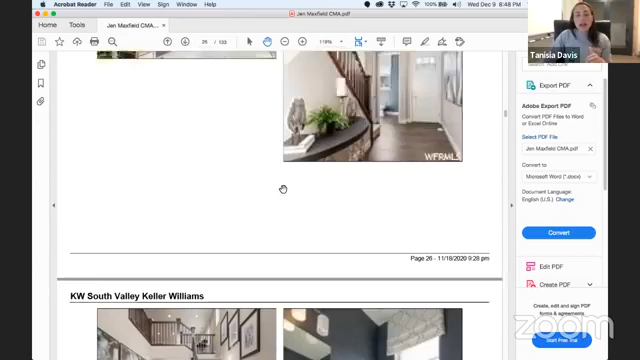 Acrobat Reader File Edit View Sign Window Help
100%
Wed Dec 9 8:48 PM
Jen Maxfield CMA.pdf
Home Tools Jen Maxfield CMA.... ×
26 / 133
119%
Tanisia Davis
Export PDF
Adobe Export PDF
Convert PDF Files to Word
or Excel Online
Select PDF File
Jen Maxfield CMA.pdf ×
Convert to
Microsoft Word (*.docx)
Document Language:
English (U.S.) Change
Convert
Edit PDF
Create PDF
Create, edit and sign PDF
forms & agreements
Start Free Trial
WFRMLS
Page 26 - 11/18/2020 9:28 pm
KW South Valley Keller Williams
zoom